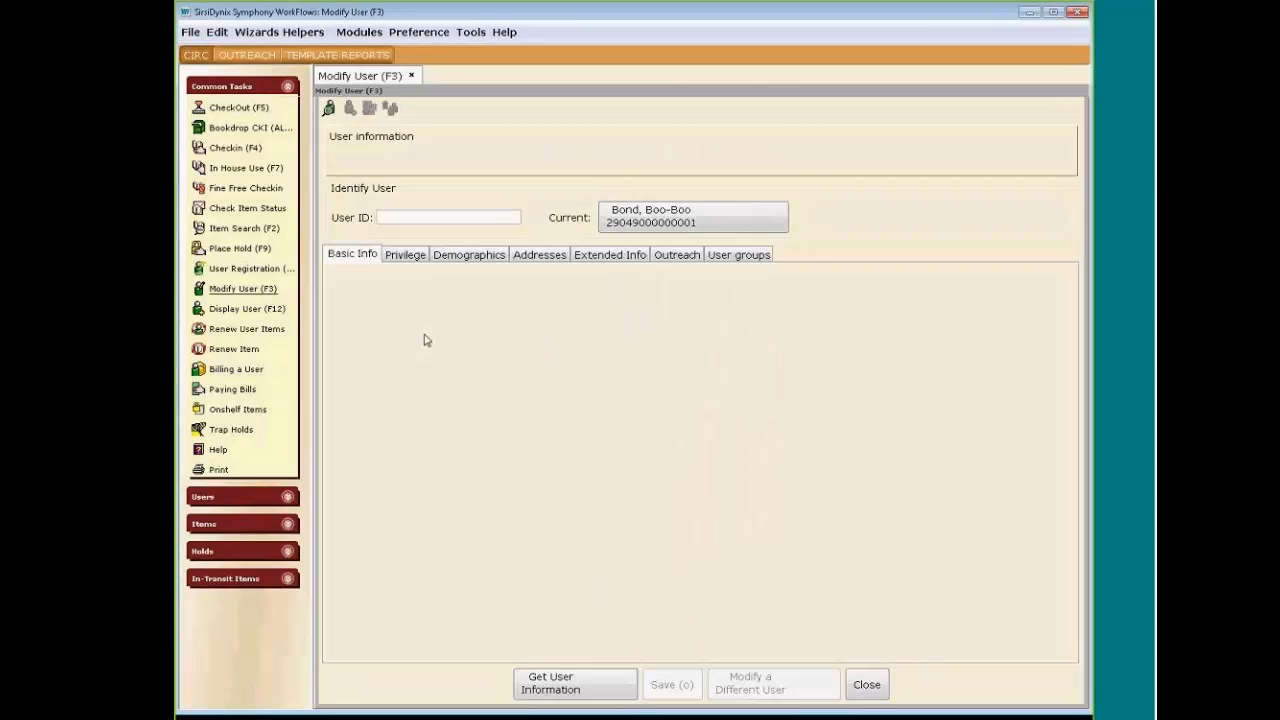 SirsiDynix Symphony WorkFlows: Modify User (F3)
File Edit Wizards Helpers Modules Preference Tools Help
CIRC OUTREACH TEMPLATE REPORTS
Common Tasks
CheckOut (F5)
Bookdrop CKI (AL...
Checkin (F4)
In House Use (F7)
Fine Free Checkin
Check Item Status
Item Search (F2)
Place Hold (F9)
User Registration (...
Modify User (F3)
Display User (F12)
Renew User Items
Renew Item
Billing a User
Paying Bills
Onshelf Items
Trap Holds
Help
Print
Users
Items
Holds
In-Transit Items
Modify User (F3)
Modify User (F3)
User information
Identify User
User ID:
Current:
Bond, Boo-Boo
29049000000001
Basic Info Privilege Demographics Addresses Extended Info Outreach User groups
Get User
Information
Save (o)
Modify a
Different User
Close